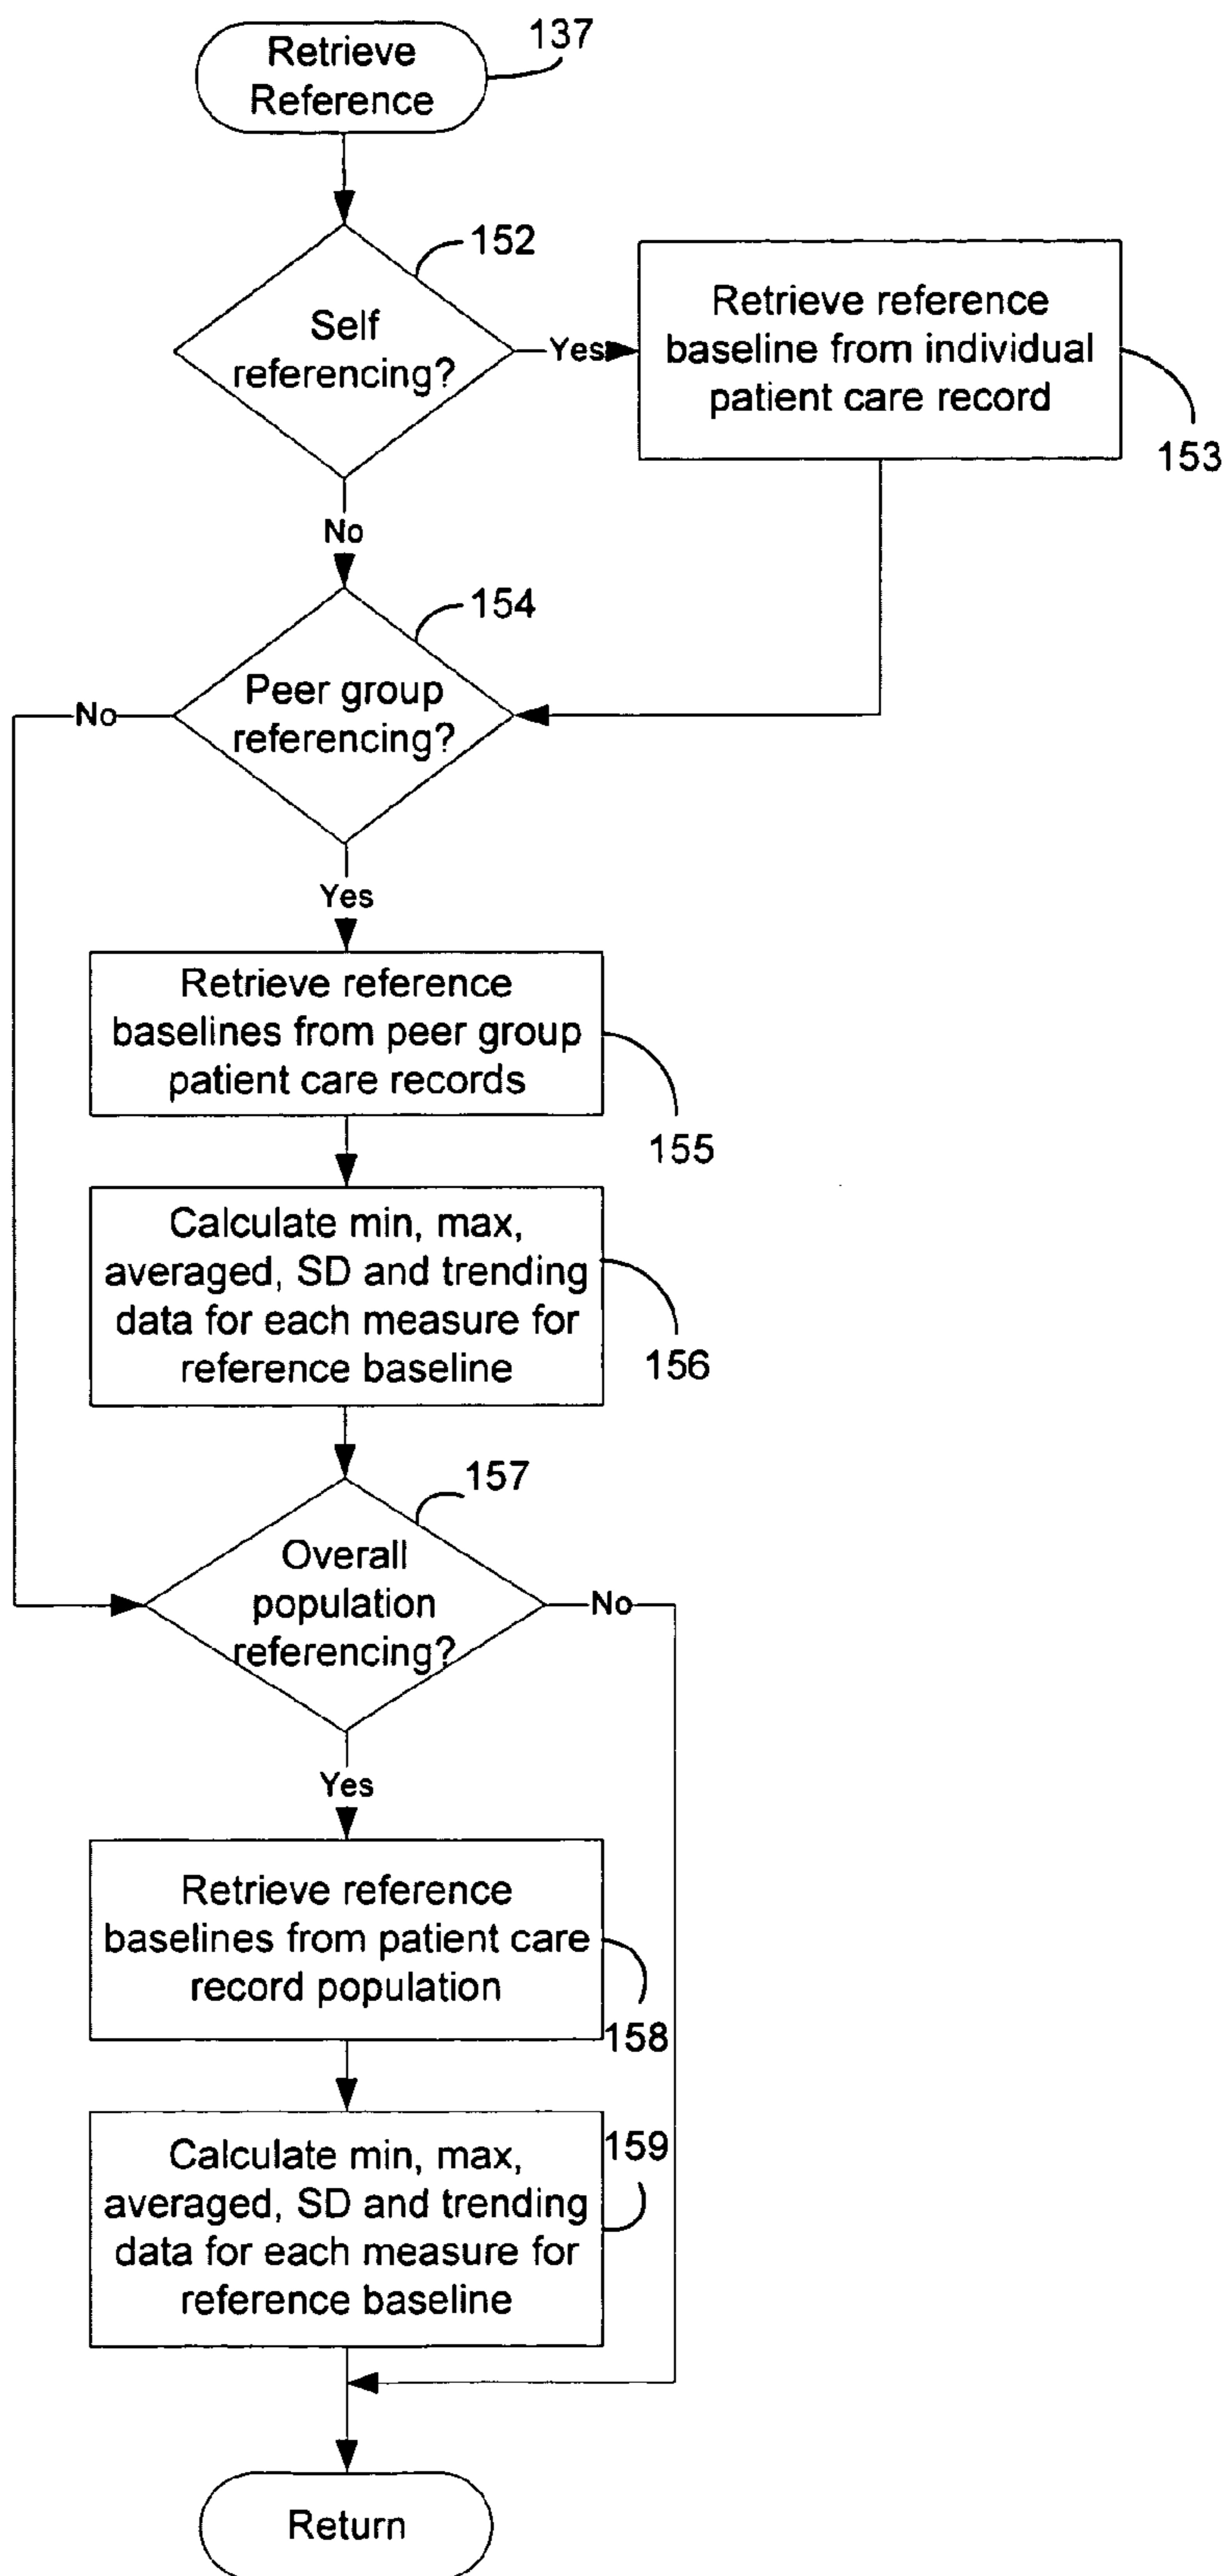 Retrieve
Reference
137
152
Self
referencing?
Yes
Retrieve reference
baseline from individual
patient care record
153
No
154
Peer group
referencing?
No
Yes
Retrieve reference
baselines from peer group
patient care records
155
Calculate min, max,
averaged, SD and trending
data for each measure for
reference baseline
156
157
Overall
population
referencing?
No
Yes
Retrieve reference
baselines from patient care
record population
158
Calculate min, max,
averaged, SD and trending
data for each measure for
reference baseline
159
Return